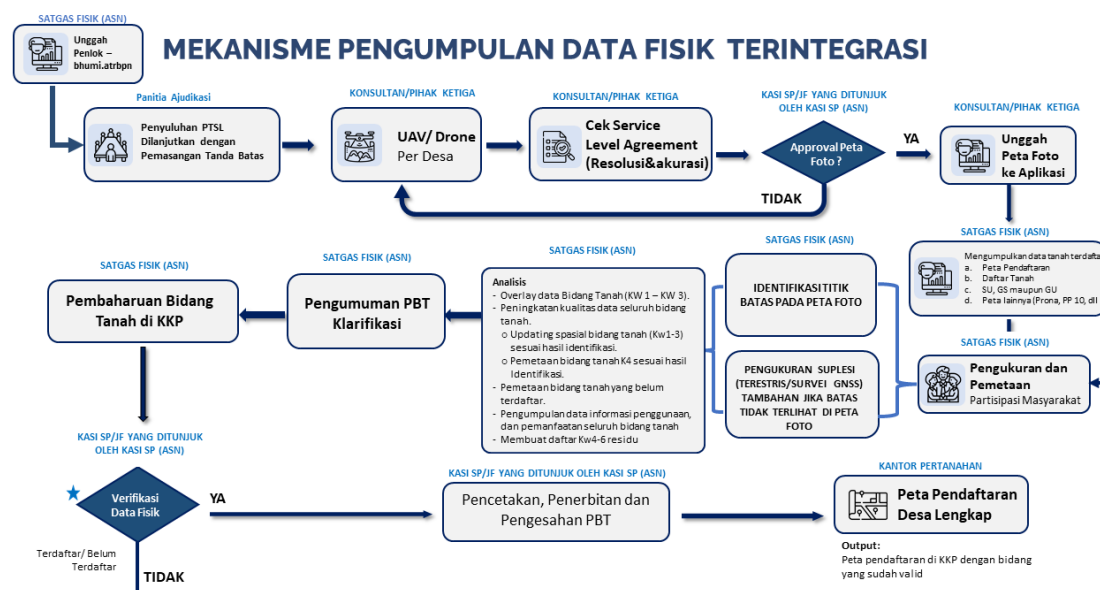 SATGAS FISIK (ASN)
Unggah
Penlok –
bhumi.atrbpn
MEKANISME PENGUMPULAN DATA FISIK TERINTEGRASI
Panitia Ajudikasi
Penyuluhan PTSL
Dilanjutkan dengan
Pemasangan Tanda Batas
KONSULTAN/PIHAK KETIGA
UAV/ Drone
Per Desa
KONSULTAN/PIHAK KETIGA
Cek Service
Level Agreement
(Resolusi&akurasi)
KASI SP/JF YANG DITUNJUK
OLEH KASI SP (ASN)
Approval Peta
Foto ?
YA
TIDAK
KONSULTAN/PIHAK KETIGA
Unggah
Peta Foto
ke Aplikasi
SATGAS FISIK (ASN)
Mengumpulkan data tanah terdafta
a. Peta Pendaftaran
b. Daftar Tanah
c. SU, GS maupun GU
d. Peta lainnya (Prona, PP 10, dll
SATGAS FISIK (ASN)
Pengukuran dan
Pemetaan
Partisipasi Masyarakat
SATGAS FISIK (ASN)
IDENTIFIKASI TITIK
BATAS PADA PETA FOTO
PENGUKURAN SUPLESI
(TERESTRIS/SURVEI GNSS)
TAMBAHAN JIKA BATAS
TIDAK TERLIHAT DI PETA
FOTO
SATGAS FISIK (ASN)
Analisis
- Overlay data Bidang Tanah (KW 1 – KW 3).
- Peningkatan kualitas data seluruh bidang
tanah.
o Updating spasial bidang tanah (Kw1-3)
sesuai hasil identifikasi.
o Pemetaan bidang tanah K4 sesuai hasil
Identifikasi.
- Pemetaan bidang tanah yang belum
terdaftar.
- Pengumpulan data informasi penggunaan,
dan pemanfaatan seluruh bidang tanah
- Membuat daftar Kw4-6 residu
SATGAS FISIK (ASN)
Pengumuman PBT
Klarifikasi
SATGAS FISIK (ASN)
Pembaharuan Bidang
Tanah di KKP
KASI SP/JF YANG DITUNJUK
OLEH KASI SP (ASN)
Verifikasi
Data Fisik
YA
Terdaftar/ Belum
Terdaftar
TIDAK
KASI SP/JF YANG DITUNJUK OLEH KASI SP (ASN)
Pencetakan, Penerbitan dan
Pengesahan PBT
KANTOR PERTANAHAN
Peta Pendaftaran
Desa Lengkap
Output:
Peta pendaftaran di KKP dengan bidang
yang sudah valid